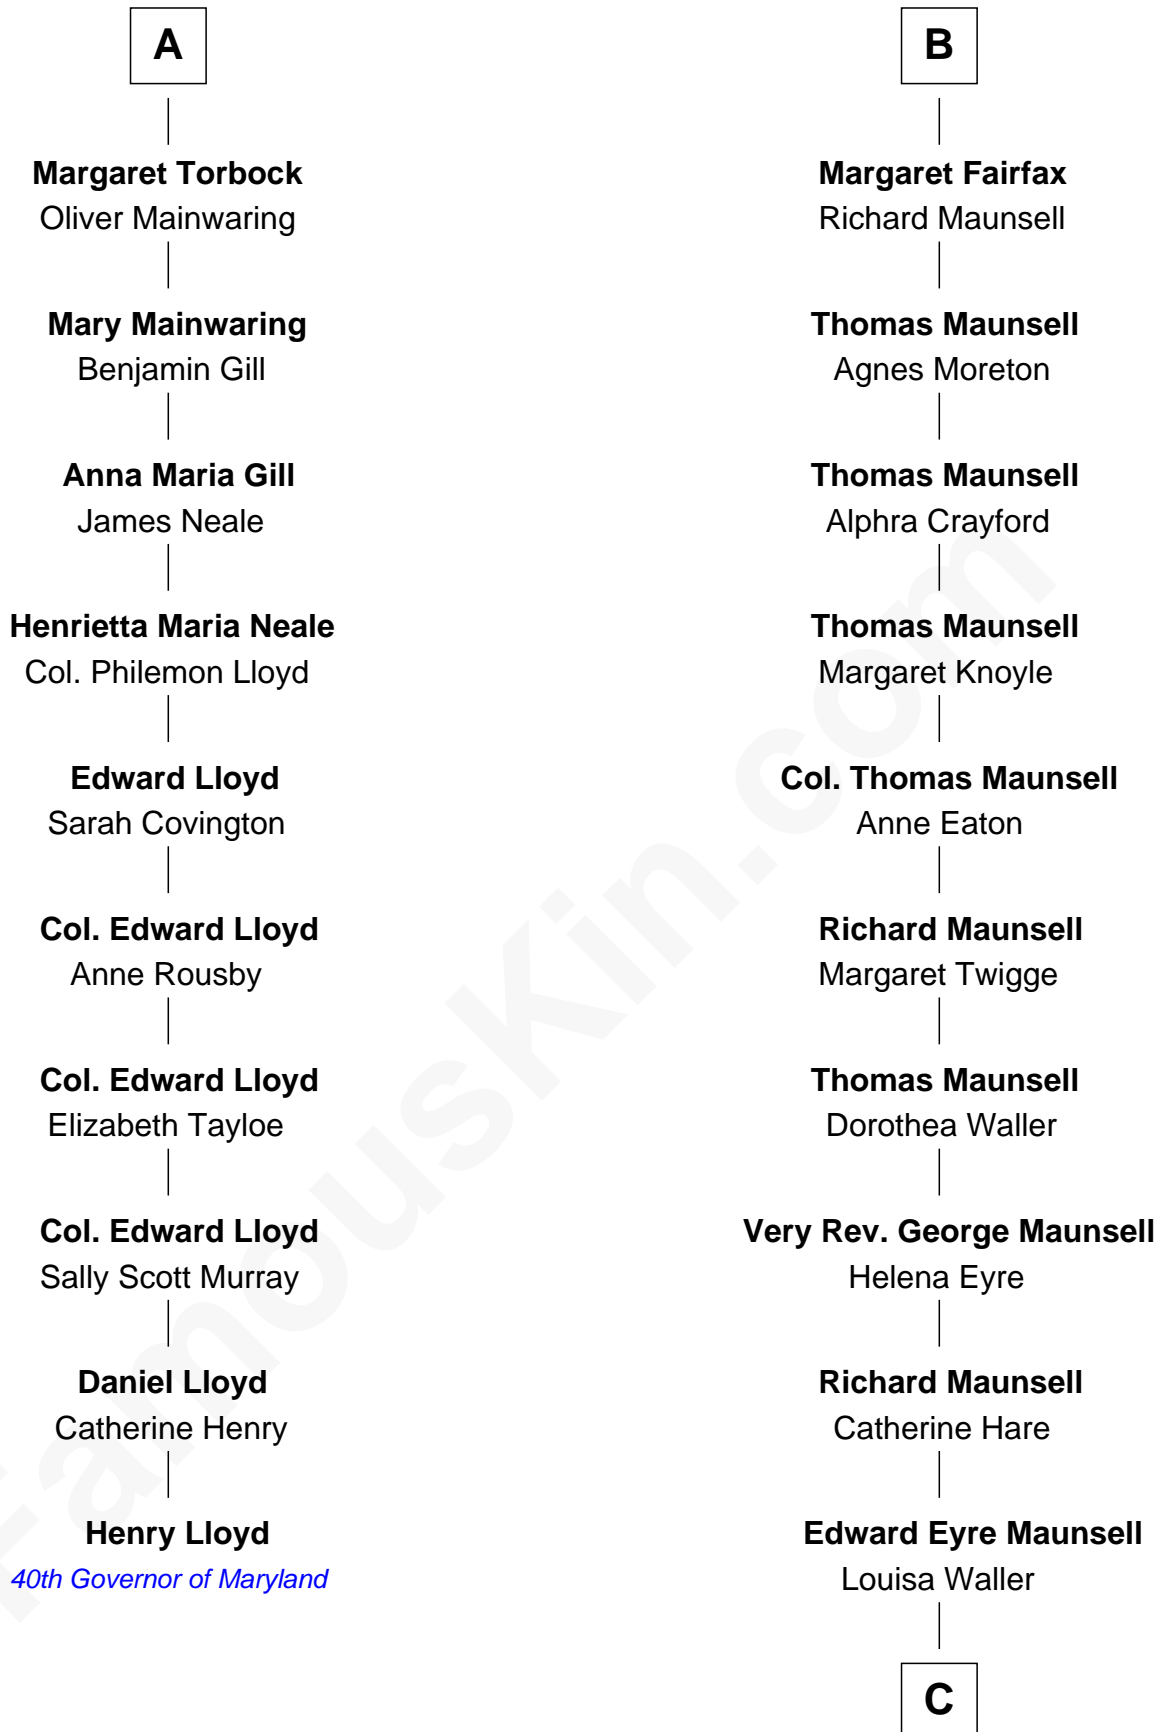 A
Margaret Torbock
Oliver Mainwaring
Mary Mainwaring
Benjamin Gill
Anna Maria Gill
James Neale
Henrietta Maria Neale
Col. Philemon Lloyd
Edward Lloyd
Sarah Covington
Col. Edward Lloyd
Anne Rousby
Col. Edward Lloyd
Elizabeth Tayloe
Col. Edward Lloyd
Sally Scott Murray
Daniel Lloyd
Catherine Henry
Henry Lloyd
40th Governor of Maryland
B
Margaret Fairfax
Richard Maunsell
Thomas Maunsell
Agnes Moreton
Thomas Maunsell
Alphra Crayford
Thomas Maunsell
Margaret Knoyle
Col. Thomas Maunsell
Anne Eaton
Richard Maunsell
Margaret Twigge
Thomas Maunsell
Dorothea Waller
Very Rev. George Maunsell
Helena Eyre
Richard Maunsell
Catherine Hare
Edward Eyre Maunsell
Louisa Waller
C
FamousKin.com